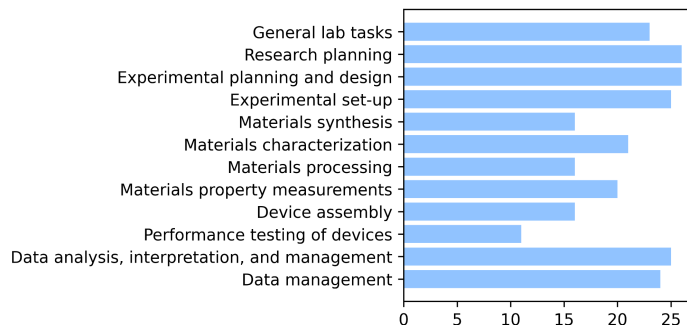 General lab tasks
Research planning
Experimental planning and design
Experimental set-up
Materials synthesis
Materials characterization
Materials processing
Materials property measurements
Device assembly
Performance testing of devices
Data analysis, interpretation, and management
Data management
0 5 10 15 20 25